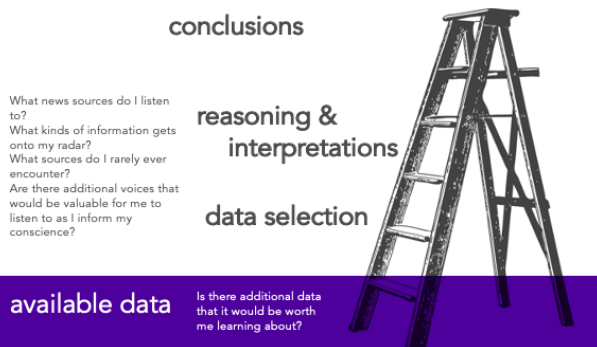 conclusions
What news sources do I listen
to?
What kinds of information gets
onto my radar?
What sources do I rarely ever
encounter?
Are there additional voices that
would be valuable for me to
listen to as I inform my
conscience?
reasoning &
interpretations
data selection
available data
Is there additional data
that it would be worth
me learning about?